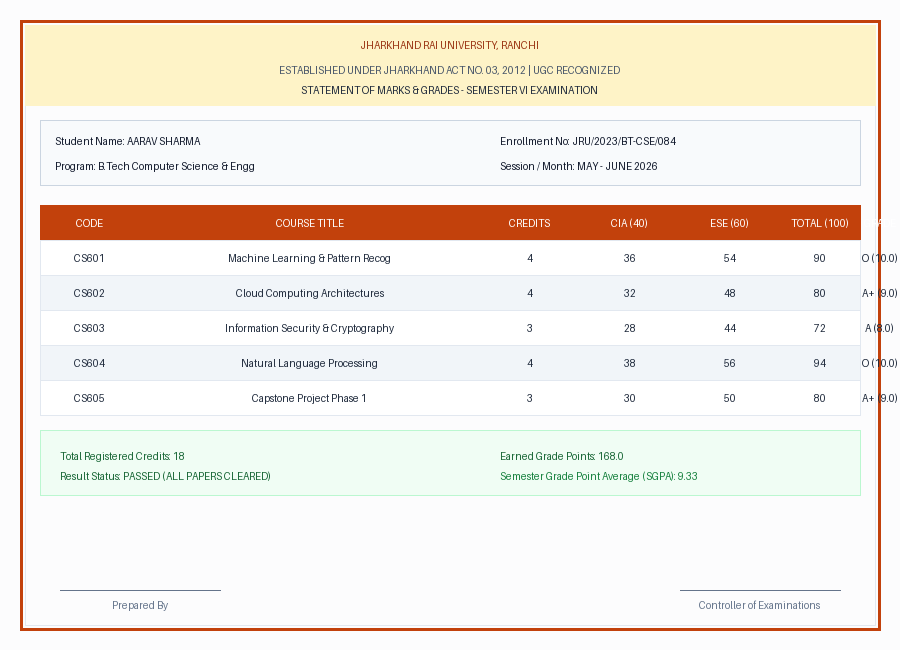 JHARKHAND RAI UNIVERSITY, RANCHI
ESTABLISHED UNDER JHARKHAND ACT NO. 03, 2012 | UGC RECOGNIZED
STATEMENT OF MARKS & GRADES - SEMESTER VI EXAMINATION
Student Name: AARAV SHARMA Enrollment No: JRU/2023/BT-CSE/084
Program: B.Tech Computer Science & Engg Session / Month: MAY - JUNE 2026
CODE COURSE TITLE CREDITS CIA (40) ESE (60) TOTAL (100)
CS601 Machine Learning & Pattern Recog 4 36 54 90 O (10.0)
CS602 Cloud Computing Architectures 4 32 48 80 A+ (9.0)
CS603 Information Security & Cryptography 3 28 44 72 A (8.0)
CS604 Natural Language Processing 4 38 56 94 O (10.0)
CS605 Capstone Project Phase 1 3 30 50 80 A+ (9.0)
Total Registered Credits: 18 Earned Grade Points: 168.0
Result Status: PASSED (ALL PAPERS CLEARED) Semester Grade Point Average (SGPA): 9.33
Prepared By Controller of Examinations